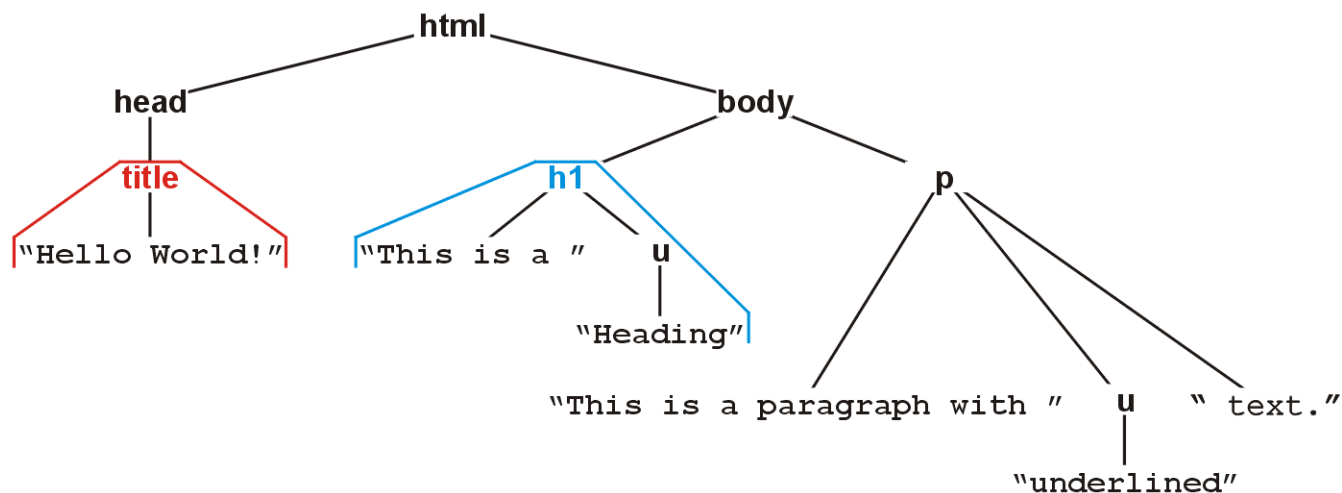 html
head body
title h1 p
“Hello World!” “This is a ” u
“Heading”
“This is a paragraph with ” u “ text.”
“underlined”